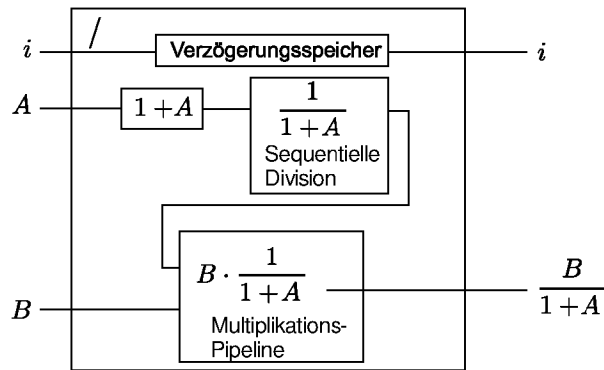 /
i Verzögerungsspeicher i
A 1+A 1/(1+A)
Sequentielle
Division
B · 1/(1+A) B/(1+A)
B
Multiplikations-
Pipeline